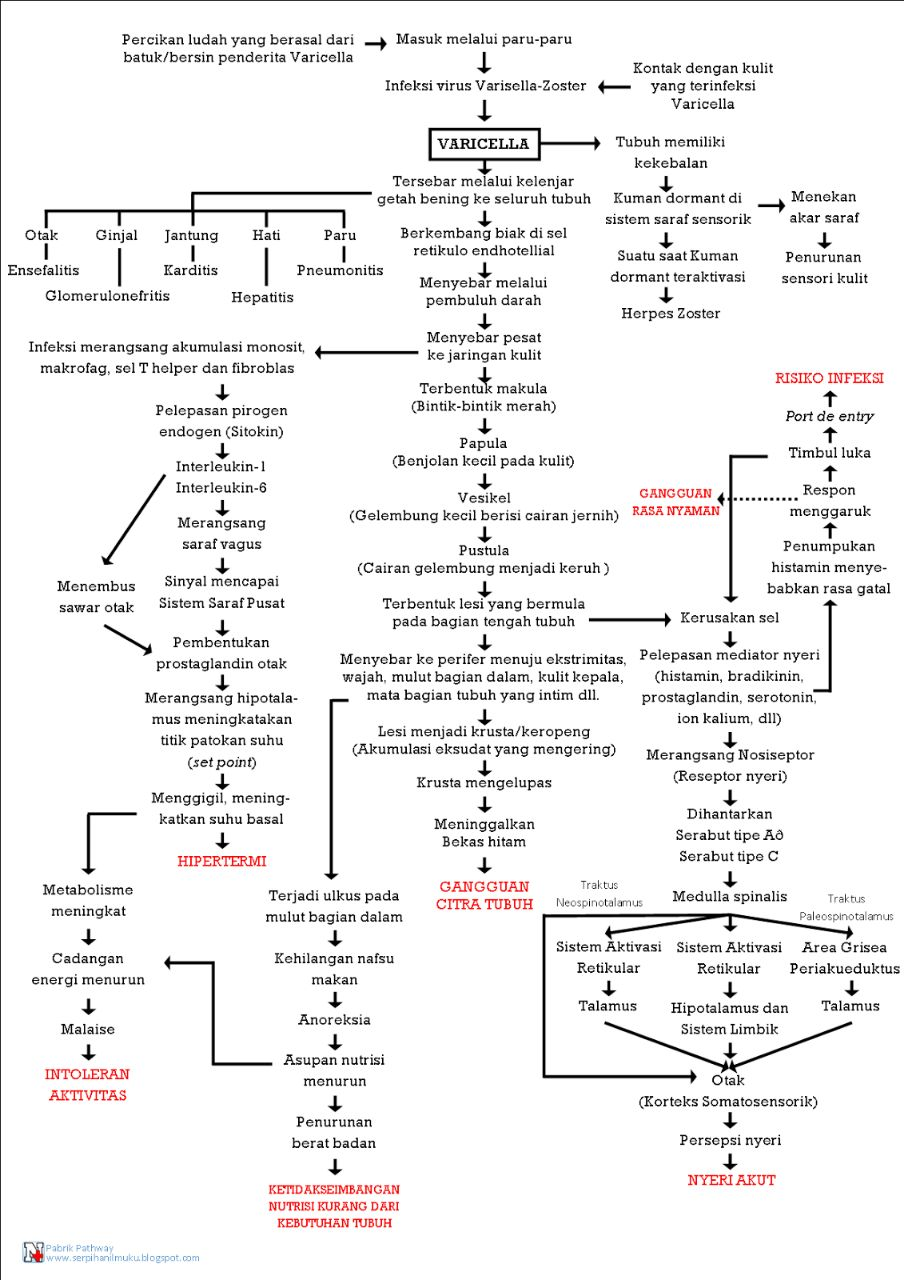 Percikan ludah yang berasal dari
batuk/bersin penderita Varicella
Masuk melalui paru-paru
Infeksi virus Varisella-Zoster
Kontak dengan kulit
yang terinfeksi
Varicella
VARICELLA
Tubuh memiliki
kekebalan
Tersebar melalui kelenjar
getah bening ke seluruh tubuh
Kuman dormant di
sistem saraf sensorik
Menekan
akar saraf
Otak
Ginjal
Jantung
Hati
Paru
Berkembang biak di sel
retikulo endhotellial
Suatu saat Kuman
dormant teraktivasi
Penurunan
sensori kulit
Ensefalitis
Karditis
Pneumonitis
Glomerulonefritis
Hepatitis
Menyebar melalui
pembuluh darah
Herpes Zoster
Menyebar pesat
ke jaringan kulit
Infeksi merangsang akumulasi monosit,
makrofag, sel T helper dan fibroblas
Terbentuk makula
(Bintik-bintik merah)
RISIKO INFEKSI
Port de entry
Pelepasan pirogen
endogen (Sitokin)
Papula
(Benjolan kecil pada kulit)
Timbul luka
Interleukin-1
Interleukin-6
Vesikel
(Gelembung kecil berisi cairan jernih)
GANGGUAN
RASA NYAMAN
Respon
menggaruk
Merangsang
saraf vagus
Pustula
(Cairan gelembung menjadi keruh )
Penumpukan
histamin menye-
babkan rasa gatal
Menembus
sawar otak
Sinyal mencapai
Sistem Saraf Pusat
Terbentuk lesi yang bermula
pada bagian tengah tubuh
Kerusakan sel
Pembentukan
prostaglandin otak
Menyebar ke perifer menuju ekstrimitas,
wajah, mulut bagian dalam, kulit kepala,
mata bagian tubuh yang intim dll.
Pelepasan mediator nyeri
(histamin, bradikinin,
prostaglandin, serotonin,
ion kalium, dll)
Merangsang hipotala-
mus meningkatakan
titik patokan suhu
(set point)
Lesi menjadi krusta/keropeng
(Akumulasi eksudat yang mengering)
Merangsang Nosiseptor
(Reseptor nyeri)
Krusta mengelupas
Menggigil, mening-
katkan suhu basal
Meninggalkan
Bekas hitam
Dihantarkan
Serabut tipe Að
Serabut tipe C
HIPERTERMI
GANGGUAN
CITRA TUBUH
Metabolisme
meningkat
Terjadi ulkus pada
mulut bagian dalam
Traktus
Neospinotalamus
Medulla spinalis
Traktus
Paleospinotalamus
Cadangan
energi menurun
Kehilangan nafsu
makan
Sistem Aktivasi
Retikular
Sistem Aktivasi
Retikular
Area Grisea
Periakueduktus
Malaise
Anoreksia
Talamus
Hipotalamus dan
Sistem Limbik
Talamus
INTOLERAN
AKTIVITAS
Asupan nutrisi
menurun
Otak
(Korteks Somatosensorik)
Penurunan
berat badan
Persepsi nyeri
KETIDAKSEIMBANGAN
NUTRISI KURANG DARI
KEBUTUHAN TUBUH
NYERI AKUT
N
Pabrik Pathway
www.serpihanilmuku.blogspot.com